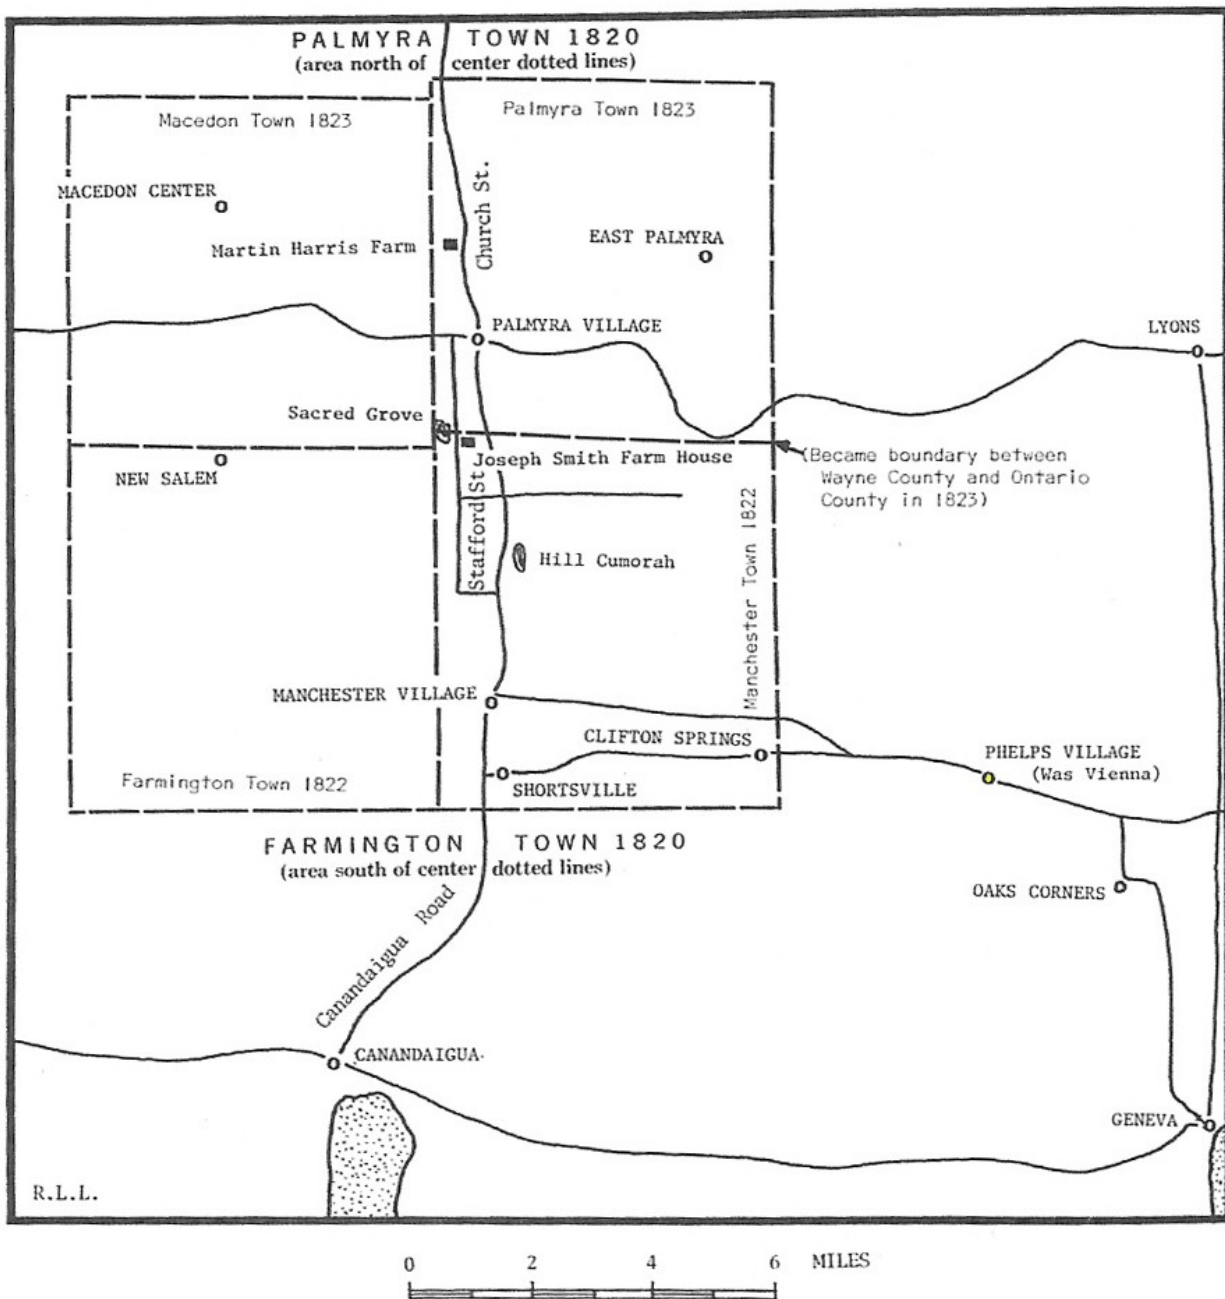 PALMYRA TOWN 1820
(area north of center dotted lines)
Macedon Town 1823
Palmyra Town 1823
MACEDON CENTER
Church St.
EAST PALMYRA
Martin Harris Farm
PALMYRA VILLAGE
LYONS
Sacred Grove
Joseph Smith Farm House
(Became boundary between
Wayne County and Ontario
County in 1823)
NEW SALEM
Stafford St
Hill Cumorah
Manchester Town 1822
MANCHESTER VILLAGE
CLIFTON SPRINGS
PHELPS VILLAGE
(Was Vienna)
Farmington Town 1822
SHORTSVILLE
FARMINGTON TOWN 1820
(area south of center dotted lines)
OAKS CORNERS
Canandaigua Road
CANANDAIGUA
GENEVA
R.L.L.
0 2 4 6 MILES